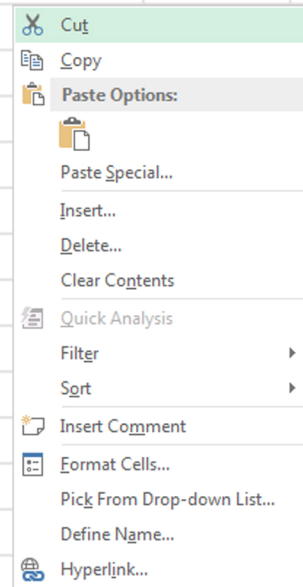 Cut
Copy
Paste Options:
Paste Special...
Insert...
Delete...
Clear Contents
Quick Analysis
Filter
Sort
Insert Comment
Format Cells...
Pick From Drop-down List...
Define Name...
Hyperlink...